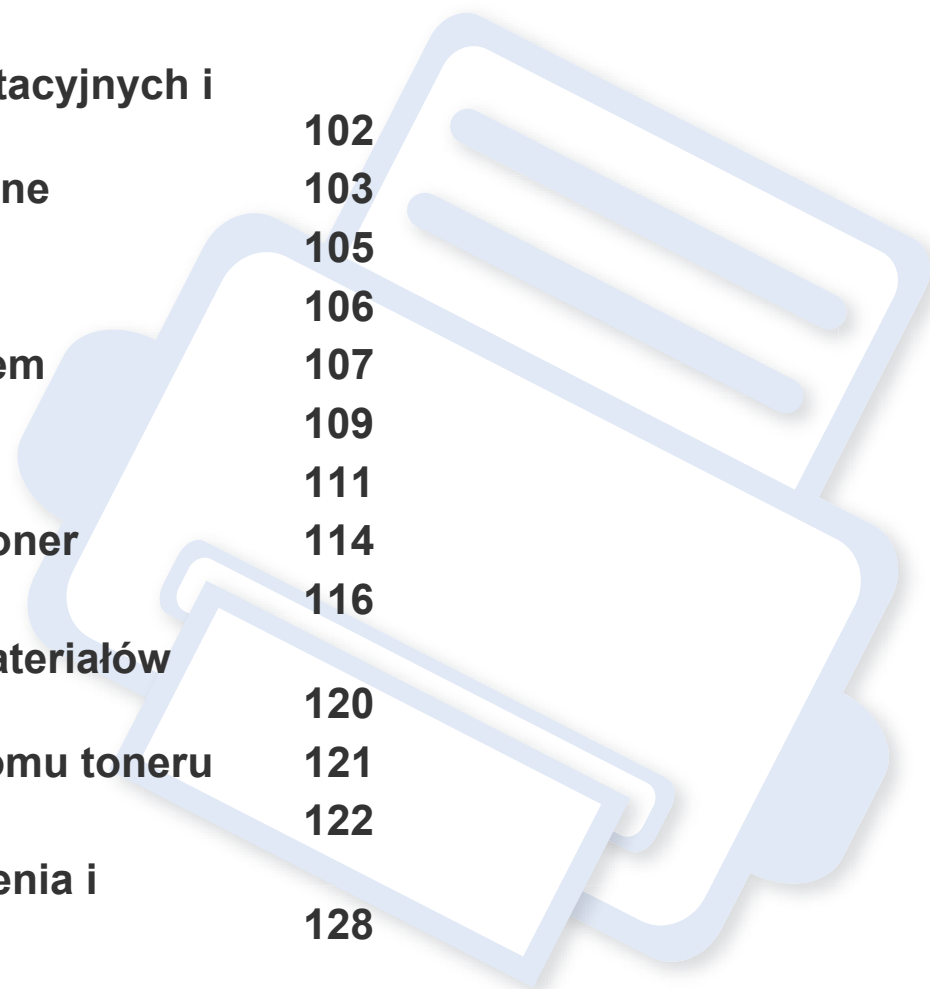 tacyjnych i
102
ne 103
105
106
em 107
109
111
oner 114
116
ateriałów
120
omu toneru 121
122
enia i
128